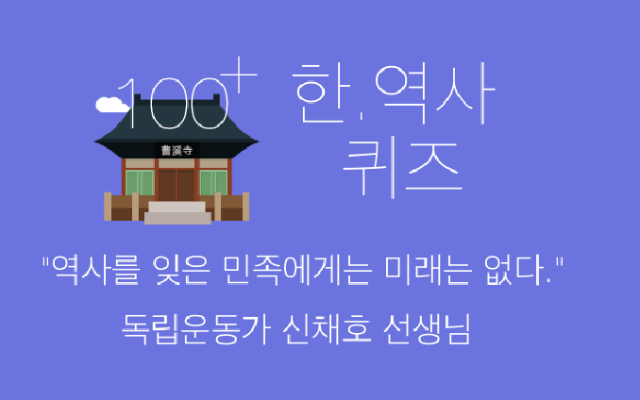 100+ 한.역사
퀴즈
曹溪寺
"역사를 잊은 민족에게는 미래는 없다."
독립운동가 신채호 선생님